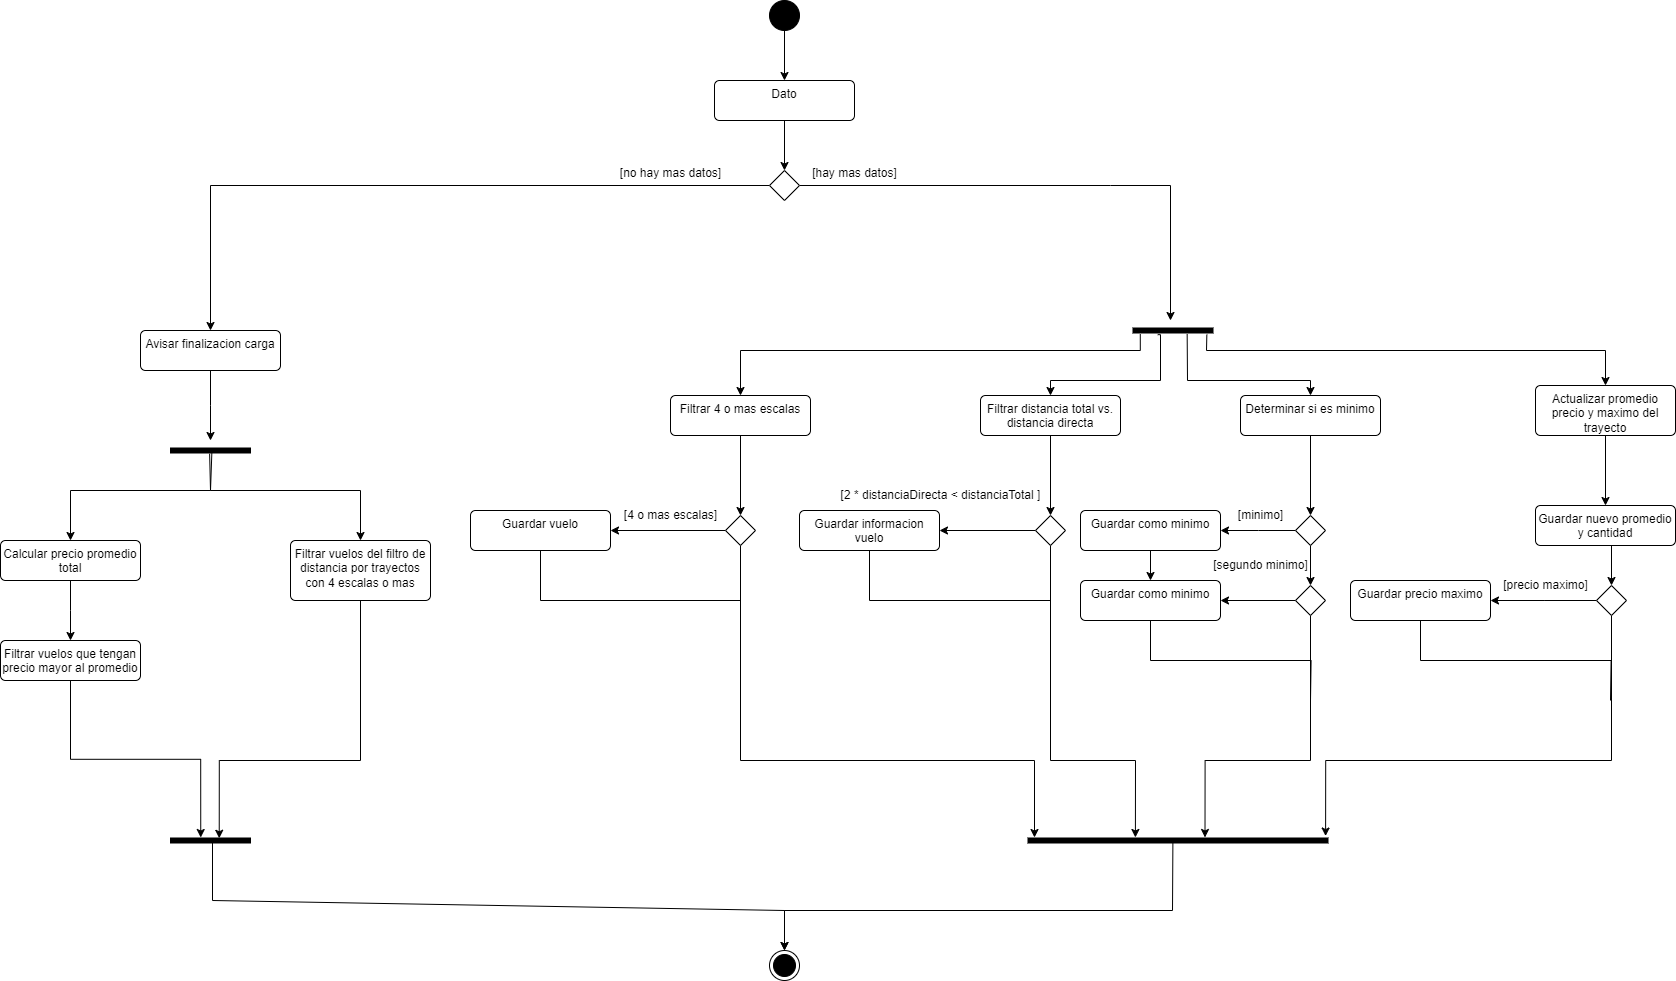 Dato
[no hay mas datos]
[hay mas datos]
Avisar finalizacion carga
Filtrar 4 o mas escalas
Filtrar distancia total vs.
distancia directa
Determinar si es minimo
Actualizar promedio
precio y maximo del
trayecto
[2 * distanciaDirecta < distanciaTotal ]
Guardar vuelo
[4 o mas escalas]
Guardar informacion
vuelo
Guardar como minimo
[minimo]
Guardar nuevo promedio
y cantidad
Calcular precio promedio
total
Filtrar vuelos del filtro de
distancia por trayectos
con 4 escalas o mas
[segundo minimo]
Guardar como minimo
Guardar precio maximo
[precio maximo]
Filtrar vuelos que tengan
precio mayor al promedio